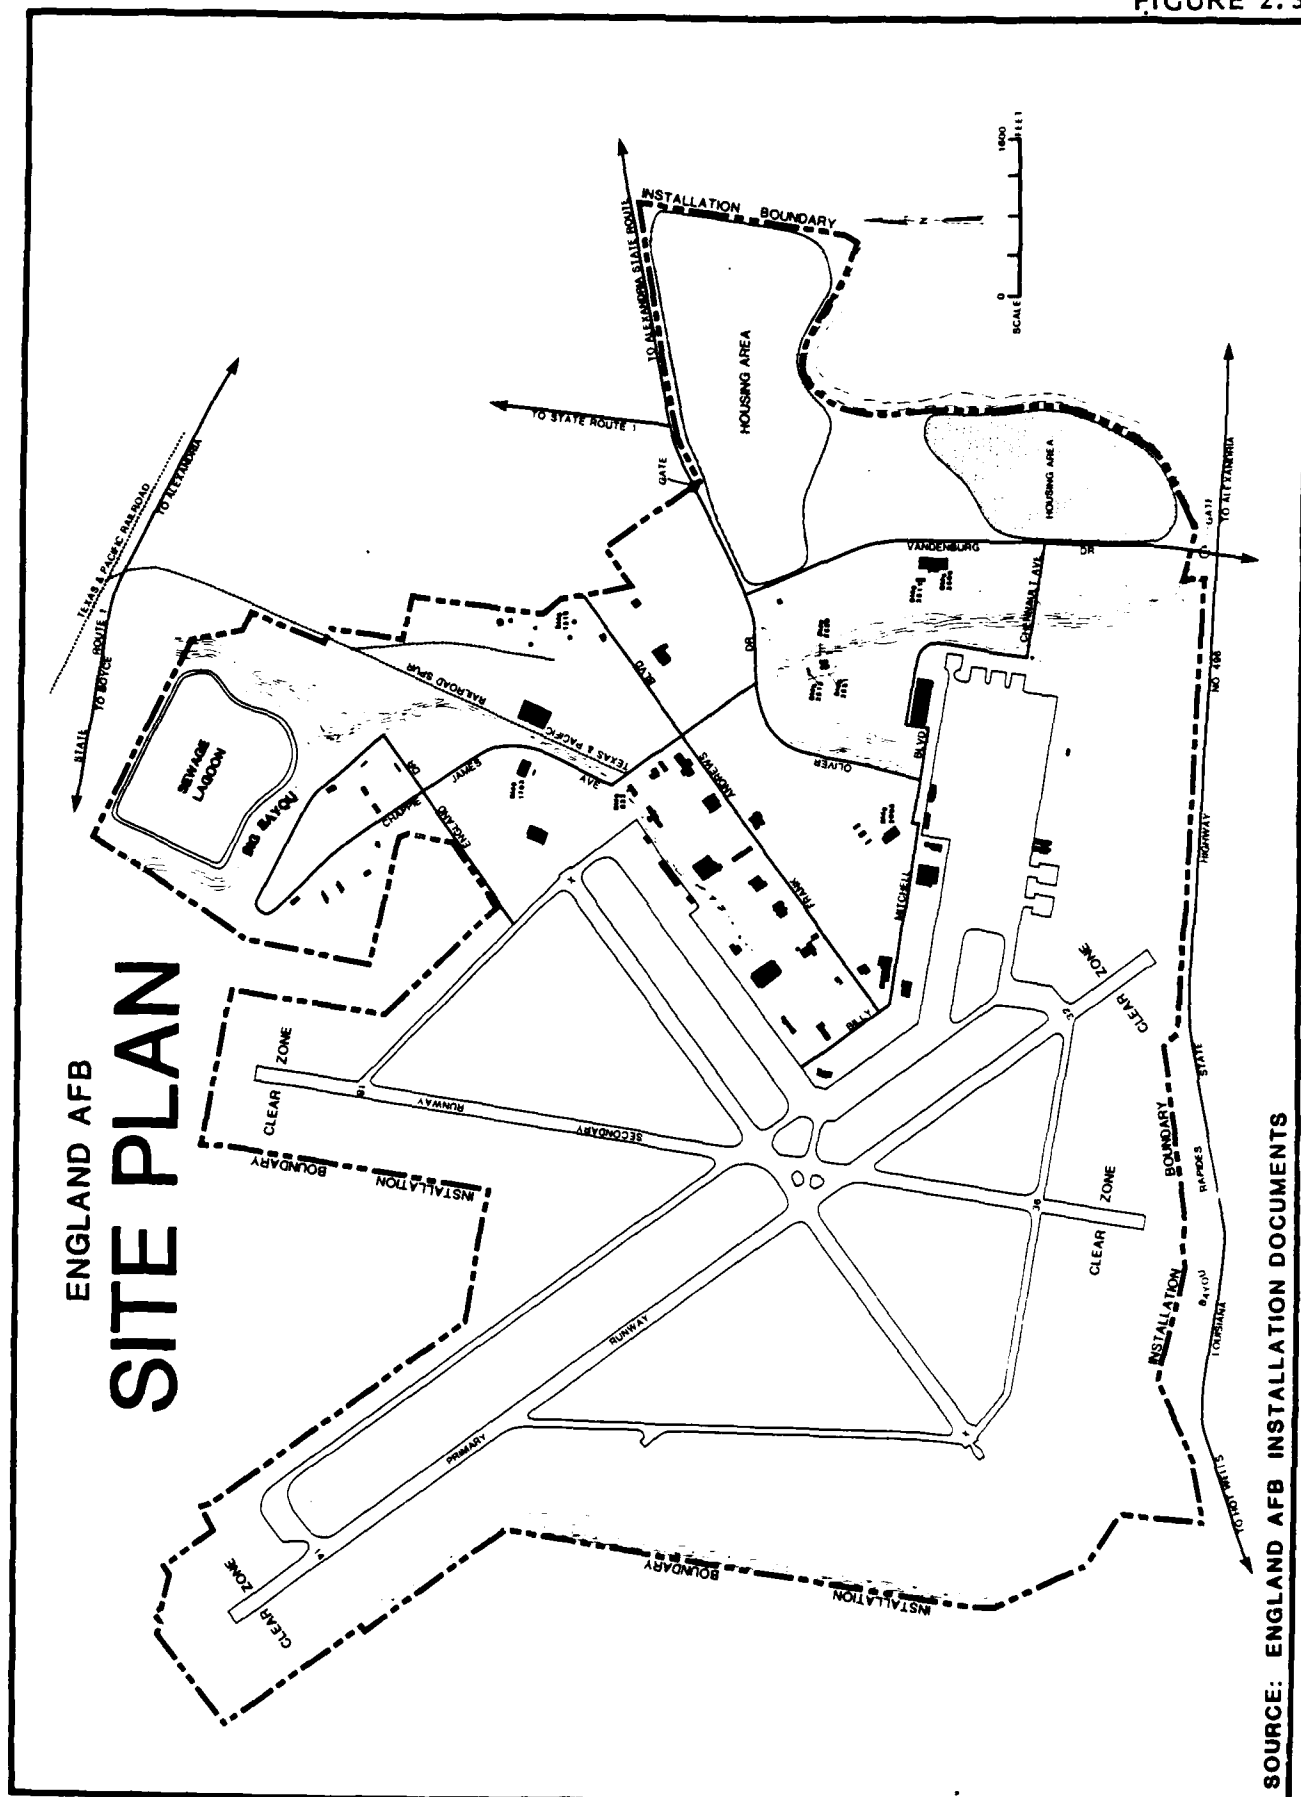 FIGURE 2.3
ENGLAND AFB
SITE PLAN
STATE ROUTE 1
TO BOYCE
TEXAS & PACIFIC RAILROAD
TO ALEXANDRIA
SEWAGE
LAGOON
BIG BAYOU
TEXAS & PACIFIC RAILROAD SPUR
CHAPPIE JAMES AVE
ENGLAND DR
TO STATE ROUTE 1
TO ALEXANDRIA STATE ROUTE
GATE
INSTALLATION BOUNDARY
N
SCALE 0 1600
FEET
HOUSING AREA
HOUSING AREA
VANDENBURG DR
CHENNAULT AVE
GATE
TO ALEXANDRIA
FRANK ANDREWS BLVD
OLIVER DR
BILLY MITCHELL BLVD
CLEAR ZONE
18
SECONDARY RUNWAY
INSTALLATION BOUNDARY
PRIMARY RUNWAY
14
CLEAR ZONE
32
CLEAR ZONE
36
CLEAR ZONE
X
X
INSTALLATION BOUNDARY
INSTALLATION BOUNDARY
LOUISIANA STATE HIGHWAY NO 496
BAYOU RAPIDES
TO HOT WELLS
SOURCE: ENGLAND AFB INSTALLATION DOCUMENTS